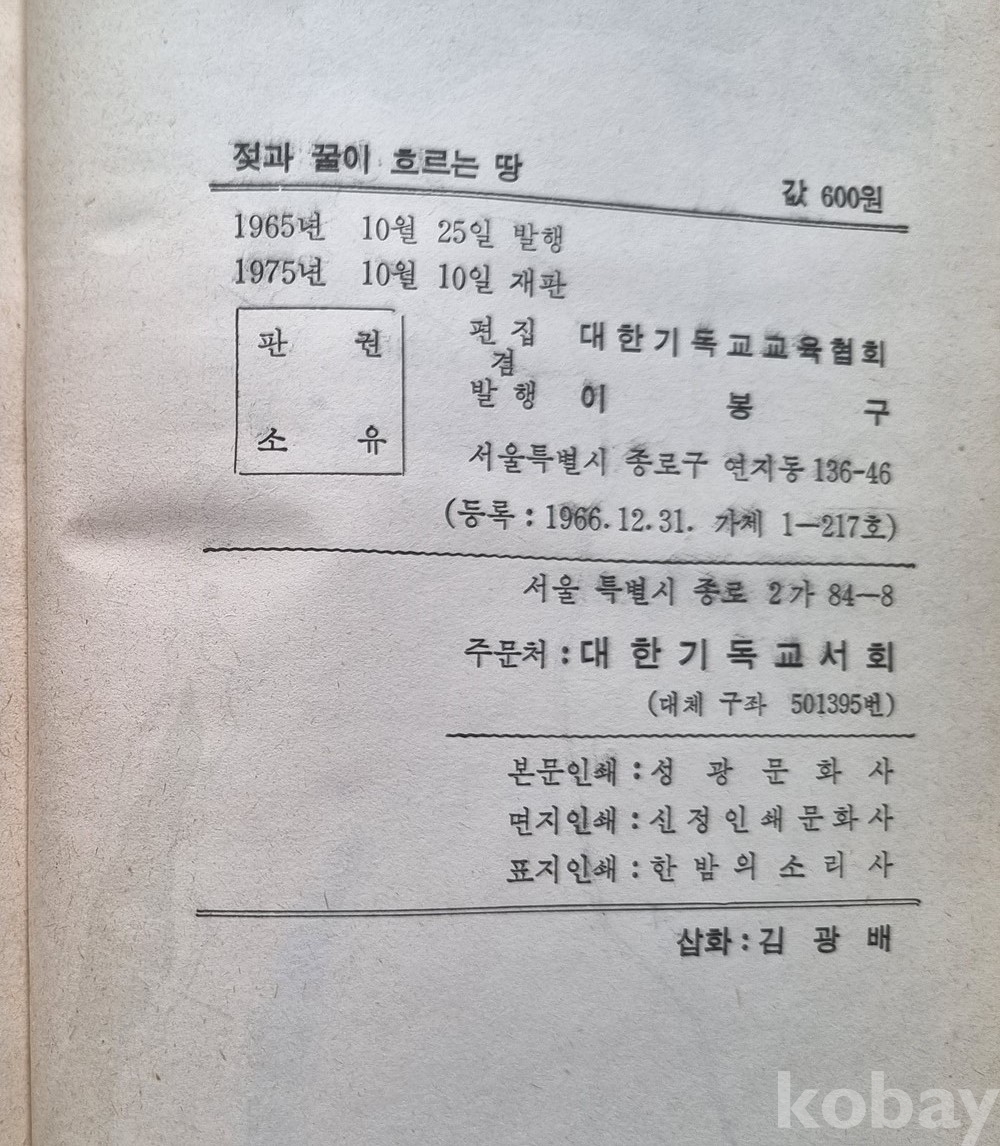 젖과 꿀이 흐르는 땅
값 600원
1965년 10월 25일 발행
1975년 10월 10일 재판
판 권
소 유
편 집 대한기독교교육협회
겸
발 행 이 봉 구
서울특별시 종로구 연지동 136-46
(등록 : 1966.12.31. 가제 1—217호)
서울 특별시 종로 2가 84—8
주문처 : 대 한 기 독 교 서 회
(대체 구좌 501395번)
본문인쇄 : 성 광 문 화 사
면지인쇄 : 신 정 인 쇄 문 화 사
표지인쇄 : 한 밤 의 소 리 사
삽화 : 김 광 배
kobay